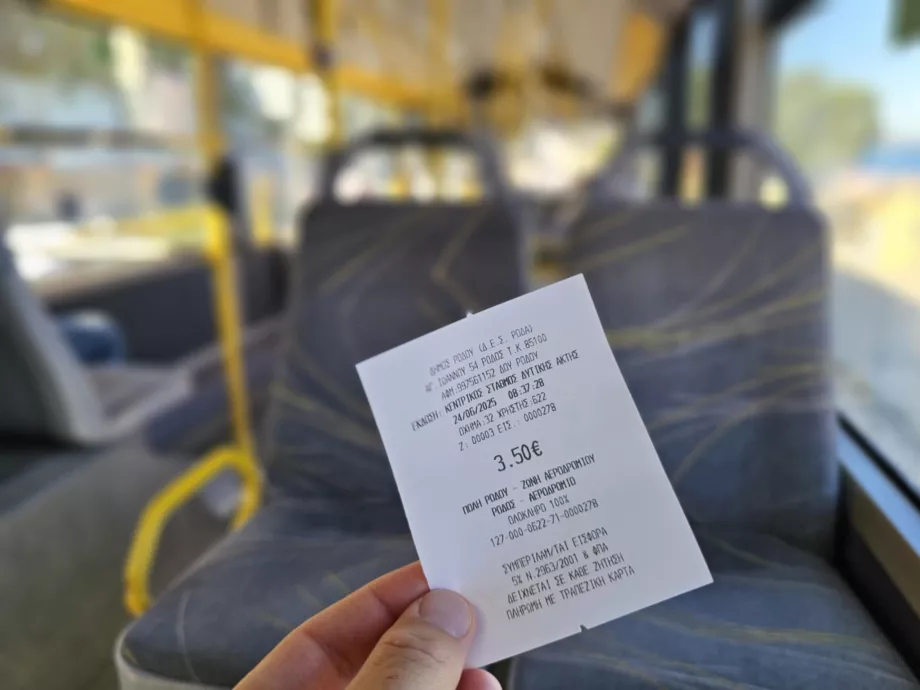 ΔΗΜΟΣ ΡΟΔΟΥ (Δ.Ε.Σ. ΡΟΔΑ)
ΑΓ.ΙΩΑΝΝΟΥ 54 ΡΟΔΟΣ Τ.Κ 85100
ΑΦΜ:997561152 ΔΟΥ ΡΟΔΟΥ
ΕΚΔΟΣΗ: ΚΕΝΤΡΙΚΟΣ ΣΤΑΘΜΟΣ ΔΥΤΙΚΗΣ ΑΚΤΗΣ
24/06/2025 08:37:28
ΟΧΗΜΑ:32 ΧΡΗΣΤΗΣ:622
Ζ: 00003 ΕΙΣ.: 0000278
3.50€
ΠΟΛΗ ΡΟΔΟΥ - ΖΩΝΗ ΑΕΡΟΔΡΟΜΙΟΥ
ΡΟΔΟΣ - ΑΕΡΟΔΡΟΜΙΟ
ΟΛΟΚΛΗΡΟ 100%
127-000-0622-71-0000278
ΣΥΜΠΕΡΙΛΑΜ/ΤΑΙ ΕΙΣΦΟΡΑ
5% Ν.2963/2001 & ΦΠΑ
ΔΕΙΚΝΕΤΑΙ ΣΕ ΚΑΘΕ ΖΗΤΗΣΗ
ΠΛΗΡΩΜΗ ΜΕ ΤΡΑΠΕΖΙΚΗ ΚΑΡΤΑ